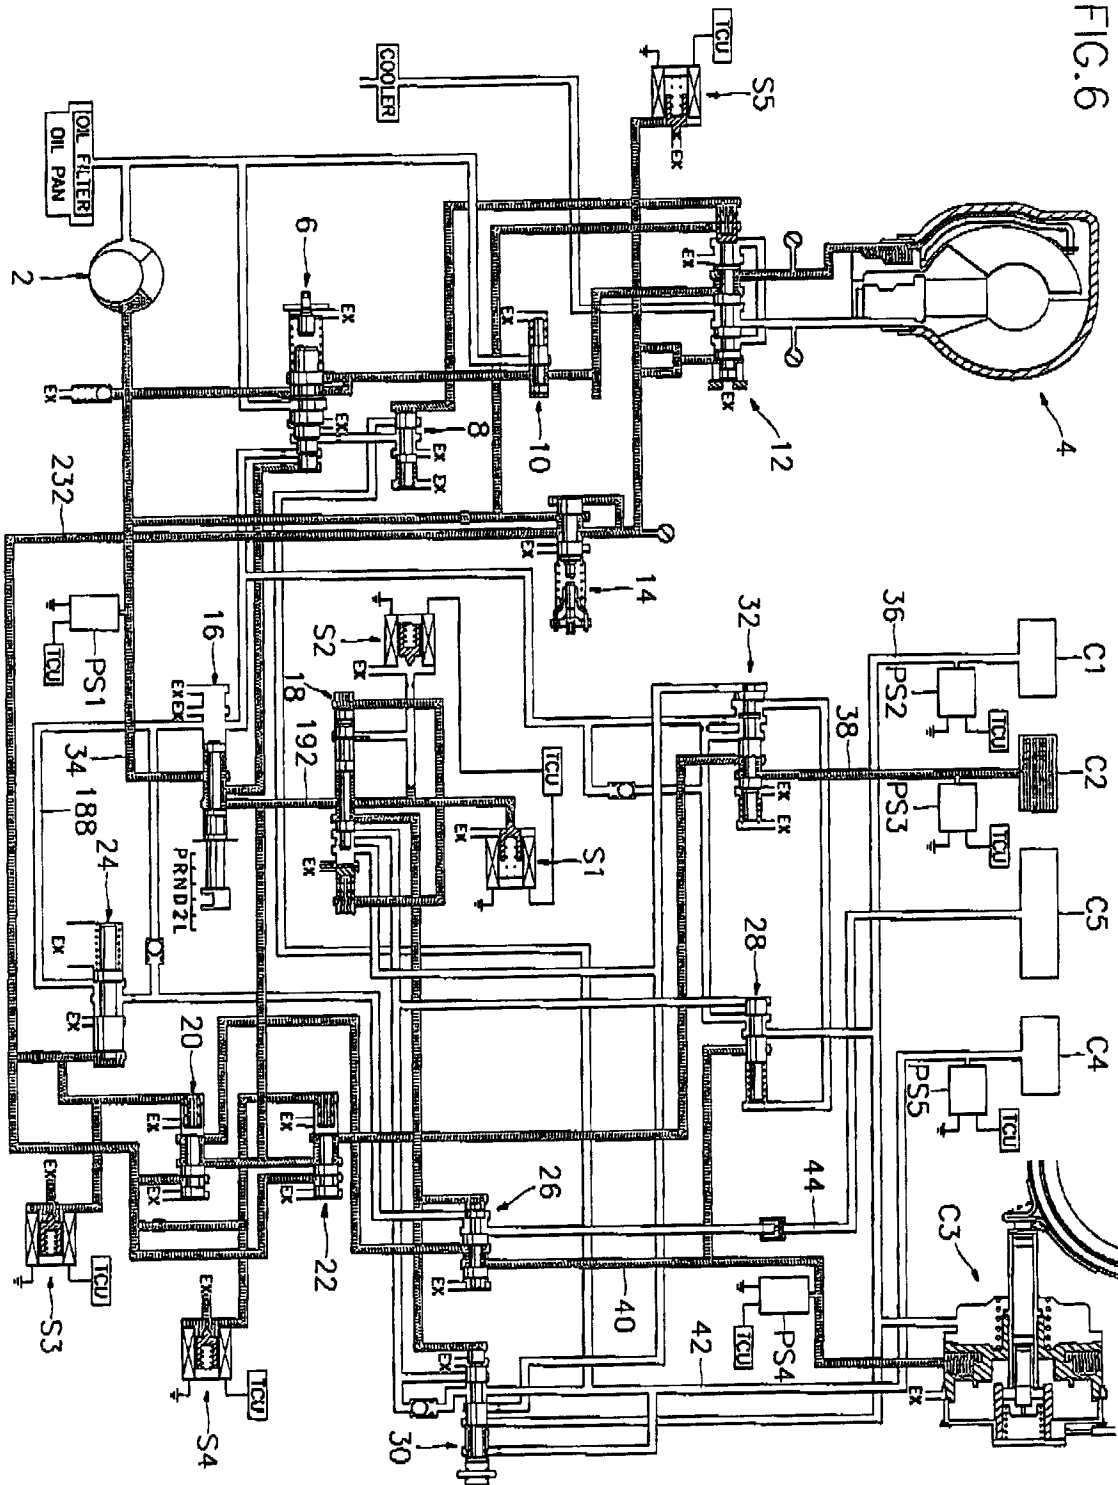 FIG.6
TCU
S5
EX
COOLER
OIL FILTER
OIL PAN
2
6
EX
EX
EX
8
EX
EX
EX
10
EX
EX
12
4
232
EX
14
PS1
TCU
16
EX
EX
34
188
24
EX
EX
PRND2L
S2
EX
18
192
EX
TCU
EX
S1
32
EX
EX
38
36
C1
PS2
TCU
C2
PS3
TCU
C5
28
C4
PS5
TCU
20
EX
EX
EX
S3
TCU
22
EX
EX
EX
S4
TCU
26
EX
44
40
C3
EX
PS4
TCU
42
EX
30